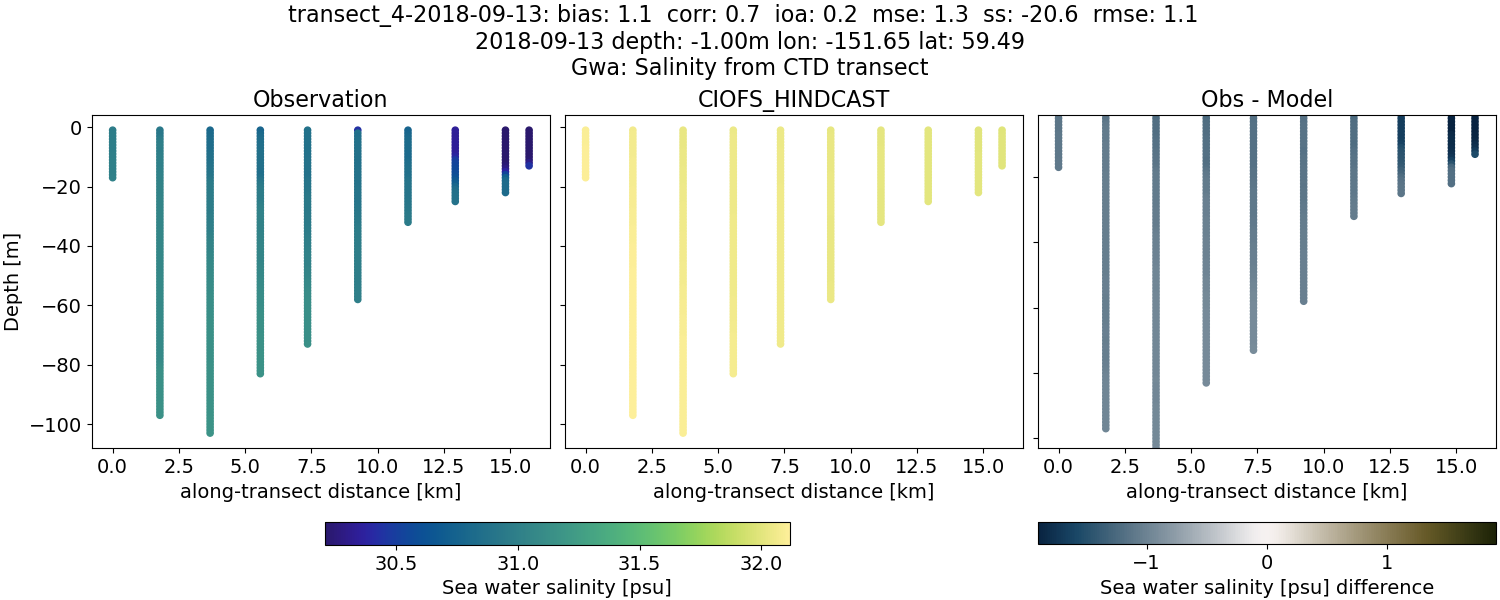 transect_4-2018-09-13: bias: 1.1  corr: 0.7  ioa: 0.2  mse: 1.3  ss: -20.6  rmse: 1.1
2018-09-13 depth: -1.00m lon: -151.65 lat: 59.49
Gwa: Salinity from CTD transect
Observation
CIOFS_HINDCAST
Obs - Model
Depth [m]
0
−20
−40
−60
−80
−100
0.0 2.5 5.0 7.5 10.0 12.5 15.0
0.0 2.5 5.0 7.5 10.0 12.5 15.0
0.0 2.5 5.0 7.5 10.0 12.5 15.0
along-transect distance [km]
along-transect distance [km]
along-transect distance [km]
30.5 31.0 31.5 32.0
Sea water salinity [psu]
−1 0 1
Sea water salinity [psu] difference